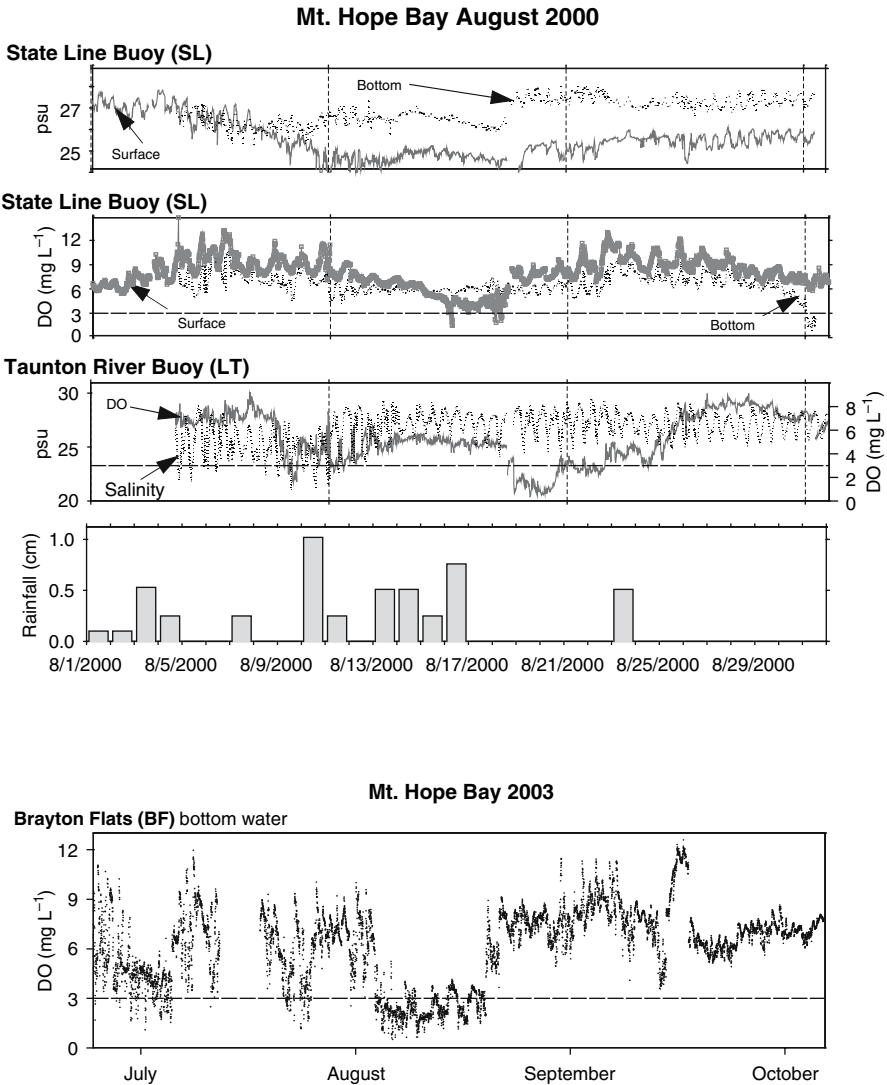 Mt. Hope Bay August 2000
State Line Buoy (SL)
psu
27
25
Bottom
Surface
State Line Buoy (SL)
DO (mg L⁻¹)
12
9
6
3
0
Surface
Bottom
Taunton River Buoy (LT)
psu
30
25
20
DO
Salinity
8
6
4
2
0
DO (mg L⁻¹)
Rainfall (cm)
1.0
0.5
0.0
8/1/2000 8/5/2000 8/9/2000 8/13/2000 8/17/2000 8/21/2000 8/25/2000 8/29/2000
Mt. Hope Bay 2003
Brayton Flats (BF) bottom water
DO (mg L⁻¹)
12
9
6
3
0
July August September October